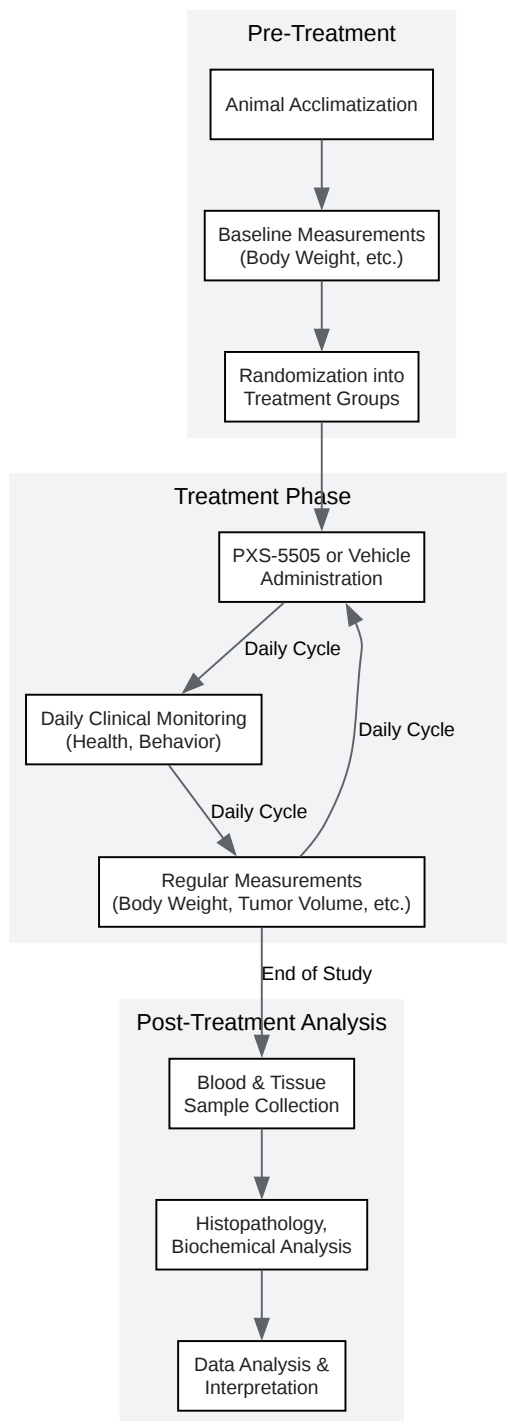 Pre-Treatment
Animal Acclimatization
Baseline Measurements
(Body Weight, etc.)
Randomization into
Treatment Groups
Treatment Phase
PXS-5505 or Vehicle
Administration
Daily Cycle
Daily Clinical Monitoring
(Health, Behavior)
Daily Cycle
Daily Cycle
Regular Measurements
(Body Weight, Tumor Volume, etc.)
End of Study
Post-Treatment Analysis
Blood & Tissue
Sample Collection
Histopathology,
Biochemical Analysis
Data Analysis &
Interpretation